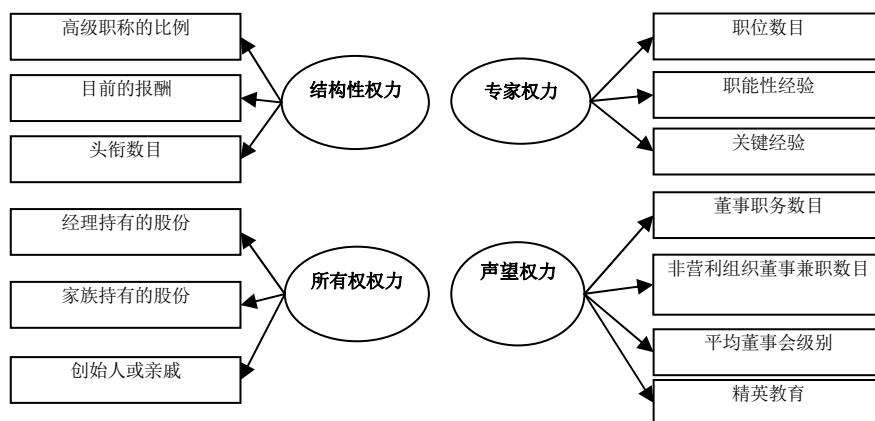 高级职称的比例
目前的报酬
头衔数目
结构性权力
专家权力
职位数目
职能性经验
关键经验
经理持有的股份
家族持有的股份
创始人或亲戚
所有权权力
声望权力
董事职务数目
非营利组织董事兼职数目
平均董事会级别
精英教育